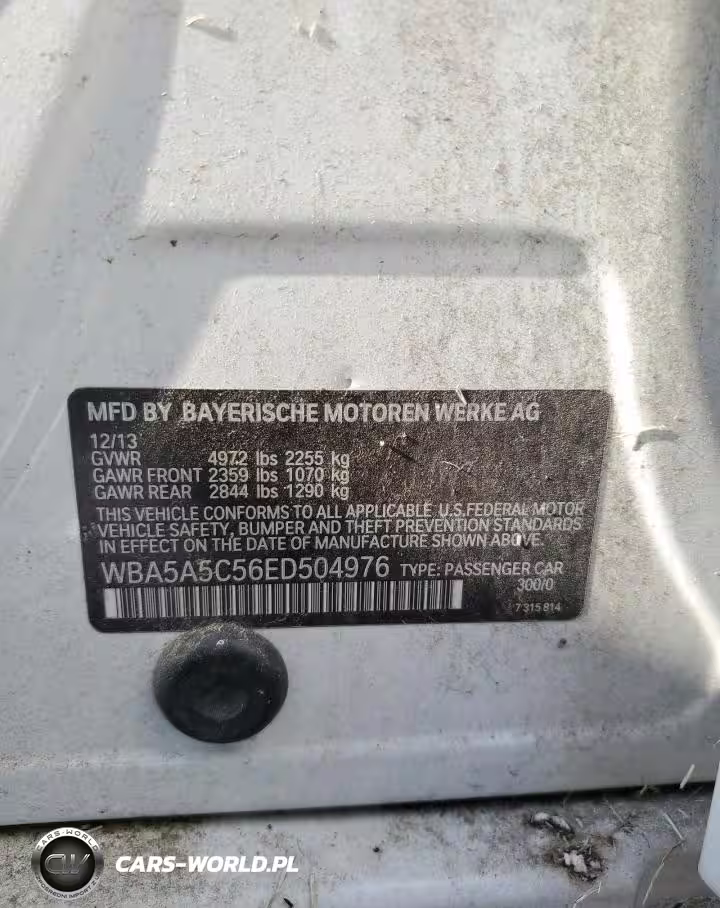 MFD BY BAYERISCHE MOTOREN WERKE AG
12/13
GVWR 4972 lbs 2255 kg
GAWR FRONT 2359 lbs 1070 kg
GAWR REAR 2844 lbs 1290 kg
THIS VEHICLE CONFORMS TO ALL APPLICABLE U.S.FEDERAL MOTOR
VEHICLE SAFETY, BUMPER AND THEFT PREVENTION STANDARDS
IN EFFECT ON THE DATE OF MANUFACTURE SHOWN ABOVE.
WBA5A5C56ED504976 TYPE: PASSENGER CAR
300/0
7 315 814
CARS-WORLD
CARS-WORLD.PL